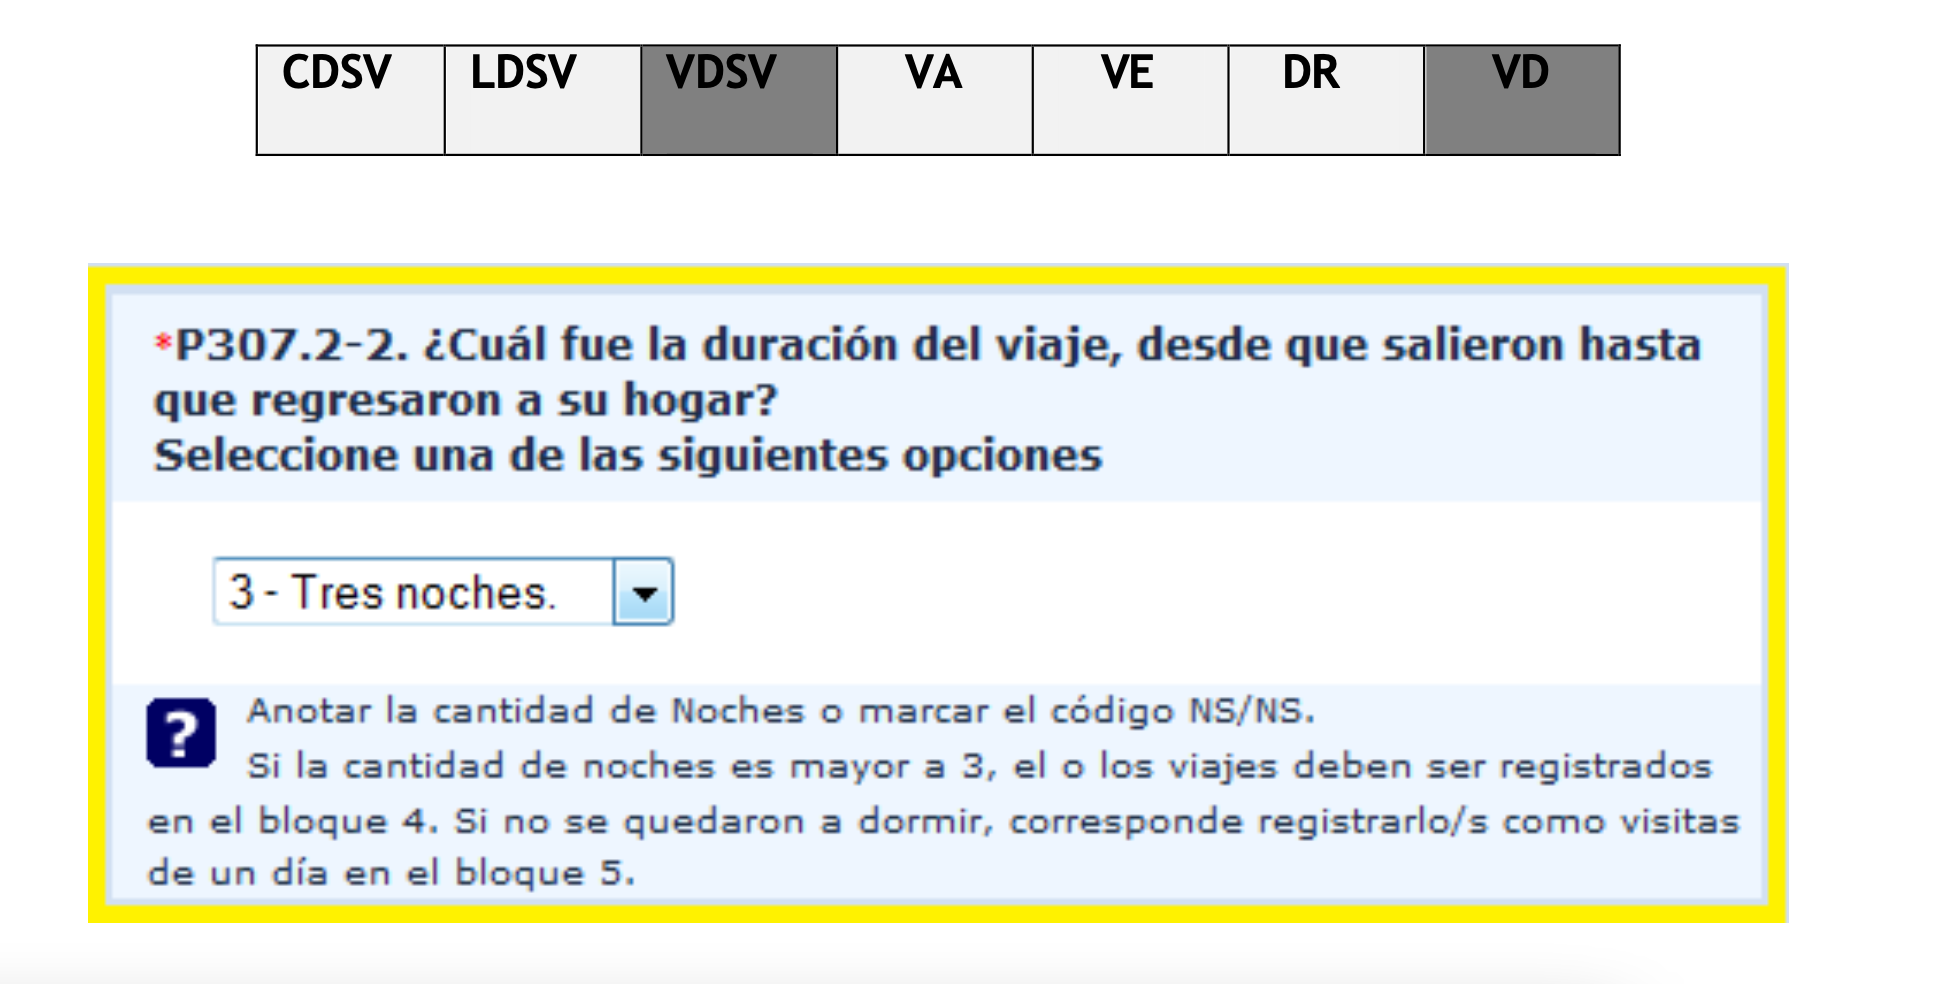 CDSV LDSV VDSV VA VE DR VD
*P307.2-2. ¿Cuál fue la duración del viaje, desde que salieron hasta
que regresaron a su hogar?
Seleccione una de las siguientes opciones
3 - Tres noches.
? Anotar la cantidad de Noches o marcar el código NS/NS.
Si la cantidad de noches es mayor a 3, el o los viajes deben ser registrados
en el bloque 4. Si no se quedaron a dormir, corresponde registrarlo/s como visitas
de un día en el bloque 5.